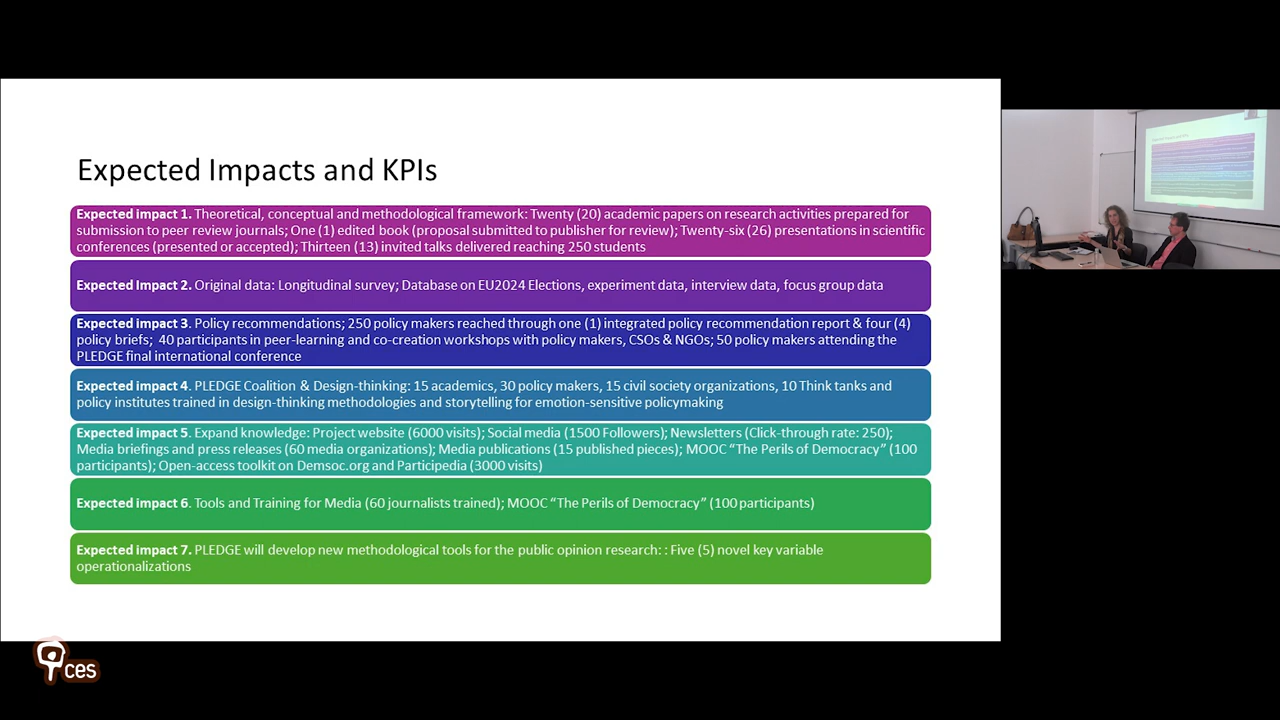 Expected Impacts and KPIs
Expected impact 1. Theoretical, conceptual and methodological framework: Twenty (20) academic papers on research activities prepared for
submission to peer review journals; One (1) edited book (proposal submitted to publisher for review); Twenty-six (26) presentations in scientific
conferences (presented or accepted); Thirteen (13) invited talks delivered reaching 250 students
Expected Impact 2. Original data: Longitudinal survey; Database on EU2024 Elections, experiment data, interview data, focus group data
Expected Impact 3. Policy recommendations; 250 policy makers reached through one (1) integrated policy recommendation report & four (4)
policy briefs; 40 participants in peer-learning and co-creation workshops with policy makers, CSOs & NGOs; 50 policy makers attending the
PLEDGE final international conference
Expected impact 4. PLEDGE Coalition & Design-thinking: 15 academics, 30 policy makers, 15 civil society organizations, 10 Think tanks and
policy institutes trained in design-thinking methodologies and storytelling for emotion-sensitive policymaking
Expected impact 5. Expand knowledge: Project website (6000 visits); Social media (1500 Followers); Newsletters (Click-through rate: 250);
Media briefings and press releases (60 media organizations); Media publications (15 published pieces); MOOC “The Perils of Democracy” (100
participants); Open-access toolkit on Demsoc.org and Participedia (3000 visits)
Expected impact 6. Tools and Training for Media (60 journalists trained); MOOC “The Perils of Democracy” (100 participants)
Expected impact 7. PLEDGE will develop new methodological tools for the public opinion research: : Five (5) novel key variable
operationalizations
ces